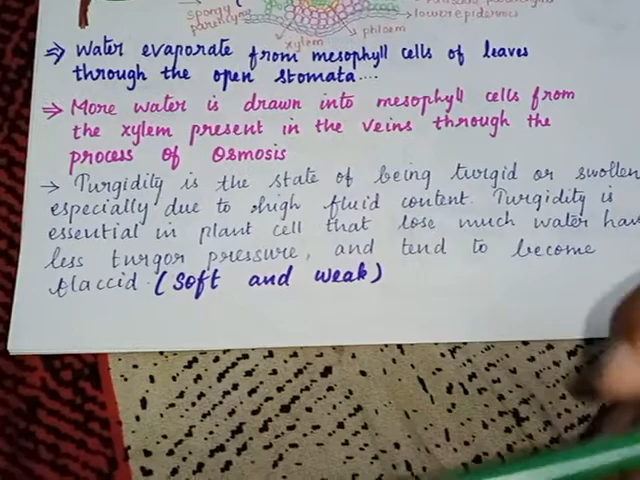 spongy
parenchyma
xylem
phloem
lower epidermis
⇒ Water evaporate from mesophyll cells of leaves
through the open stomata....
⇒ More water is drawn into mesophyll cells from
the xylem present in the veins through the
process of Osmosis
→ Turgidity is the state of being turgid or swollen
especially due to high fluid content. Turgidity is
essential in plant cell that lose much water hav
less turgor pressure, and tend to become
flaccid. (Soft and weak)